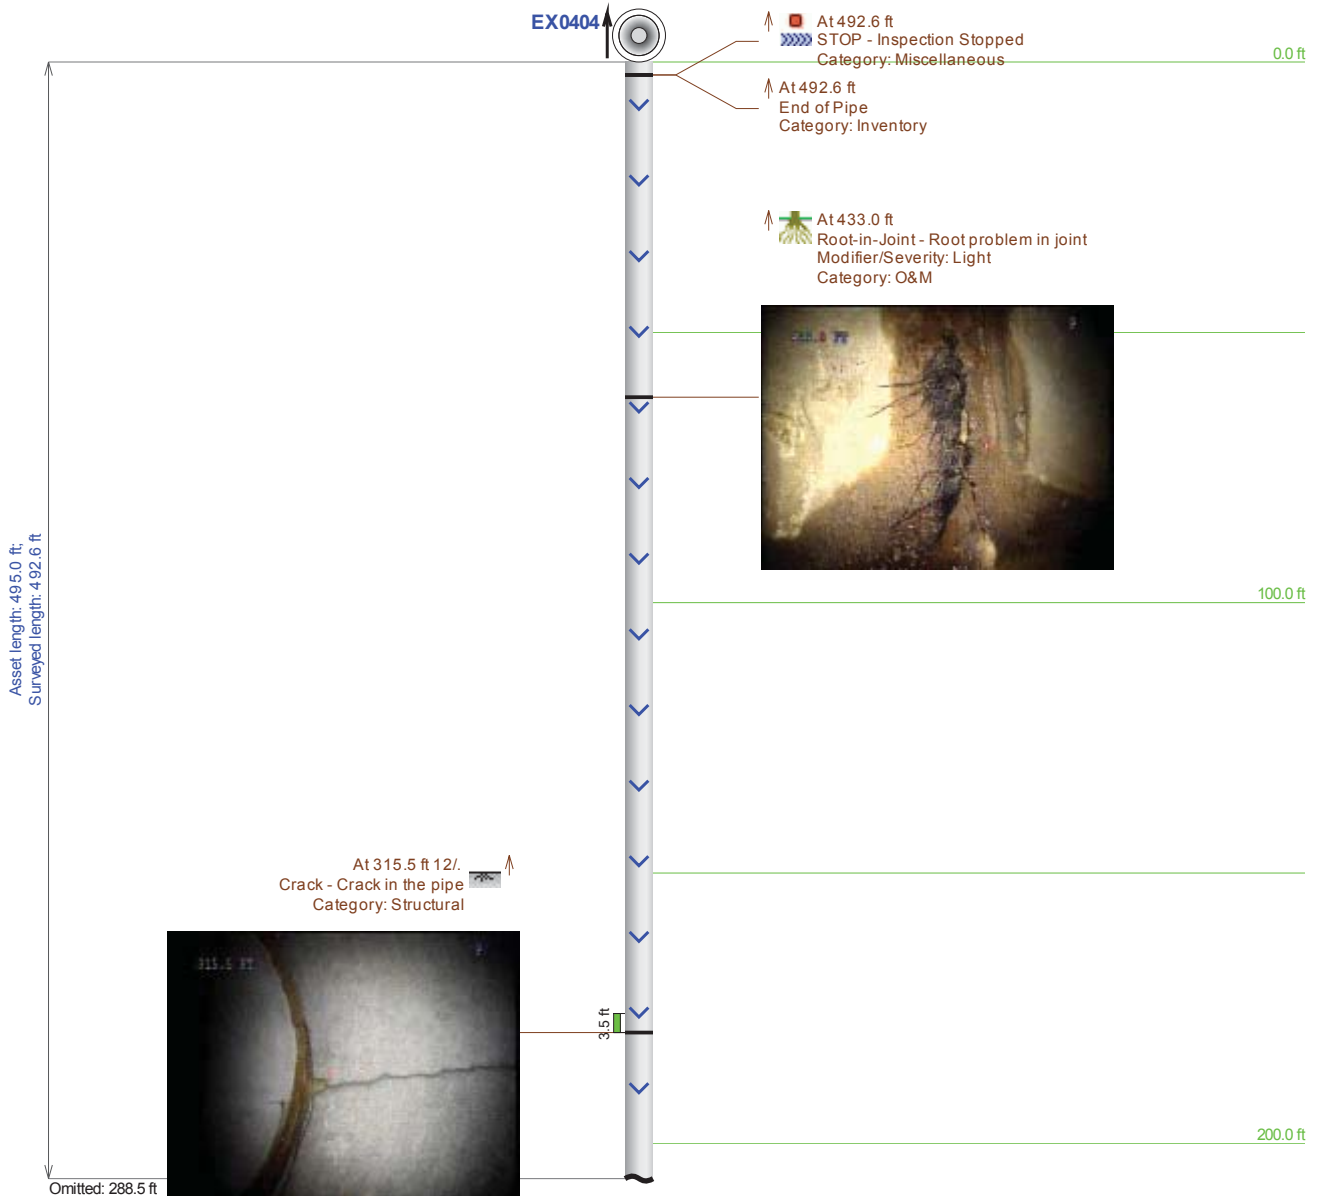 EX0404
At 492.6 ft
STOP - Inspection Stopped
Category: Miscellaneous
0.0 ft
At 492.6 ft
End of Pipe
Category: Inventory
At 433.0 ft
Root-in-Joint - Root problem in joint
Modifier/Severity: Light
Category: O&M
Asset length: 495.0 ft;
Surveyed length: 492.6 ft
100.0 ft
At 315.5 ft 12/.
Crack - Crack in the pipe
Category: Structural
315.5 FT
3.5 ft
200.0 ft
Omitted: 288.5 ft